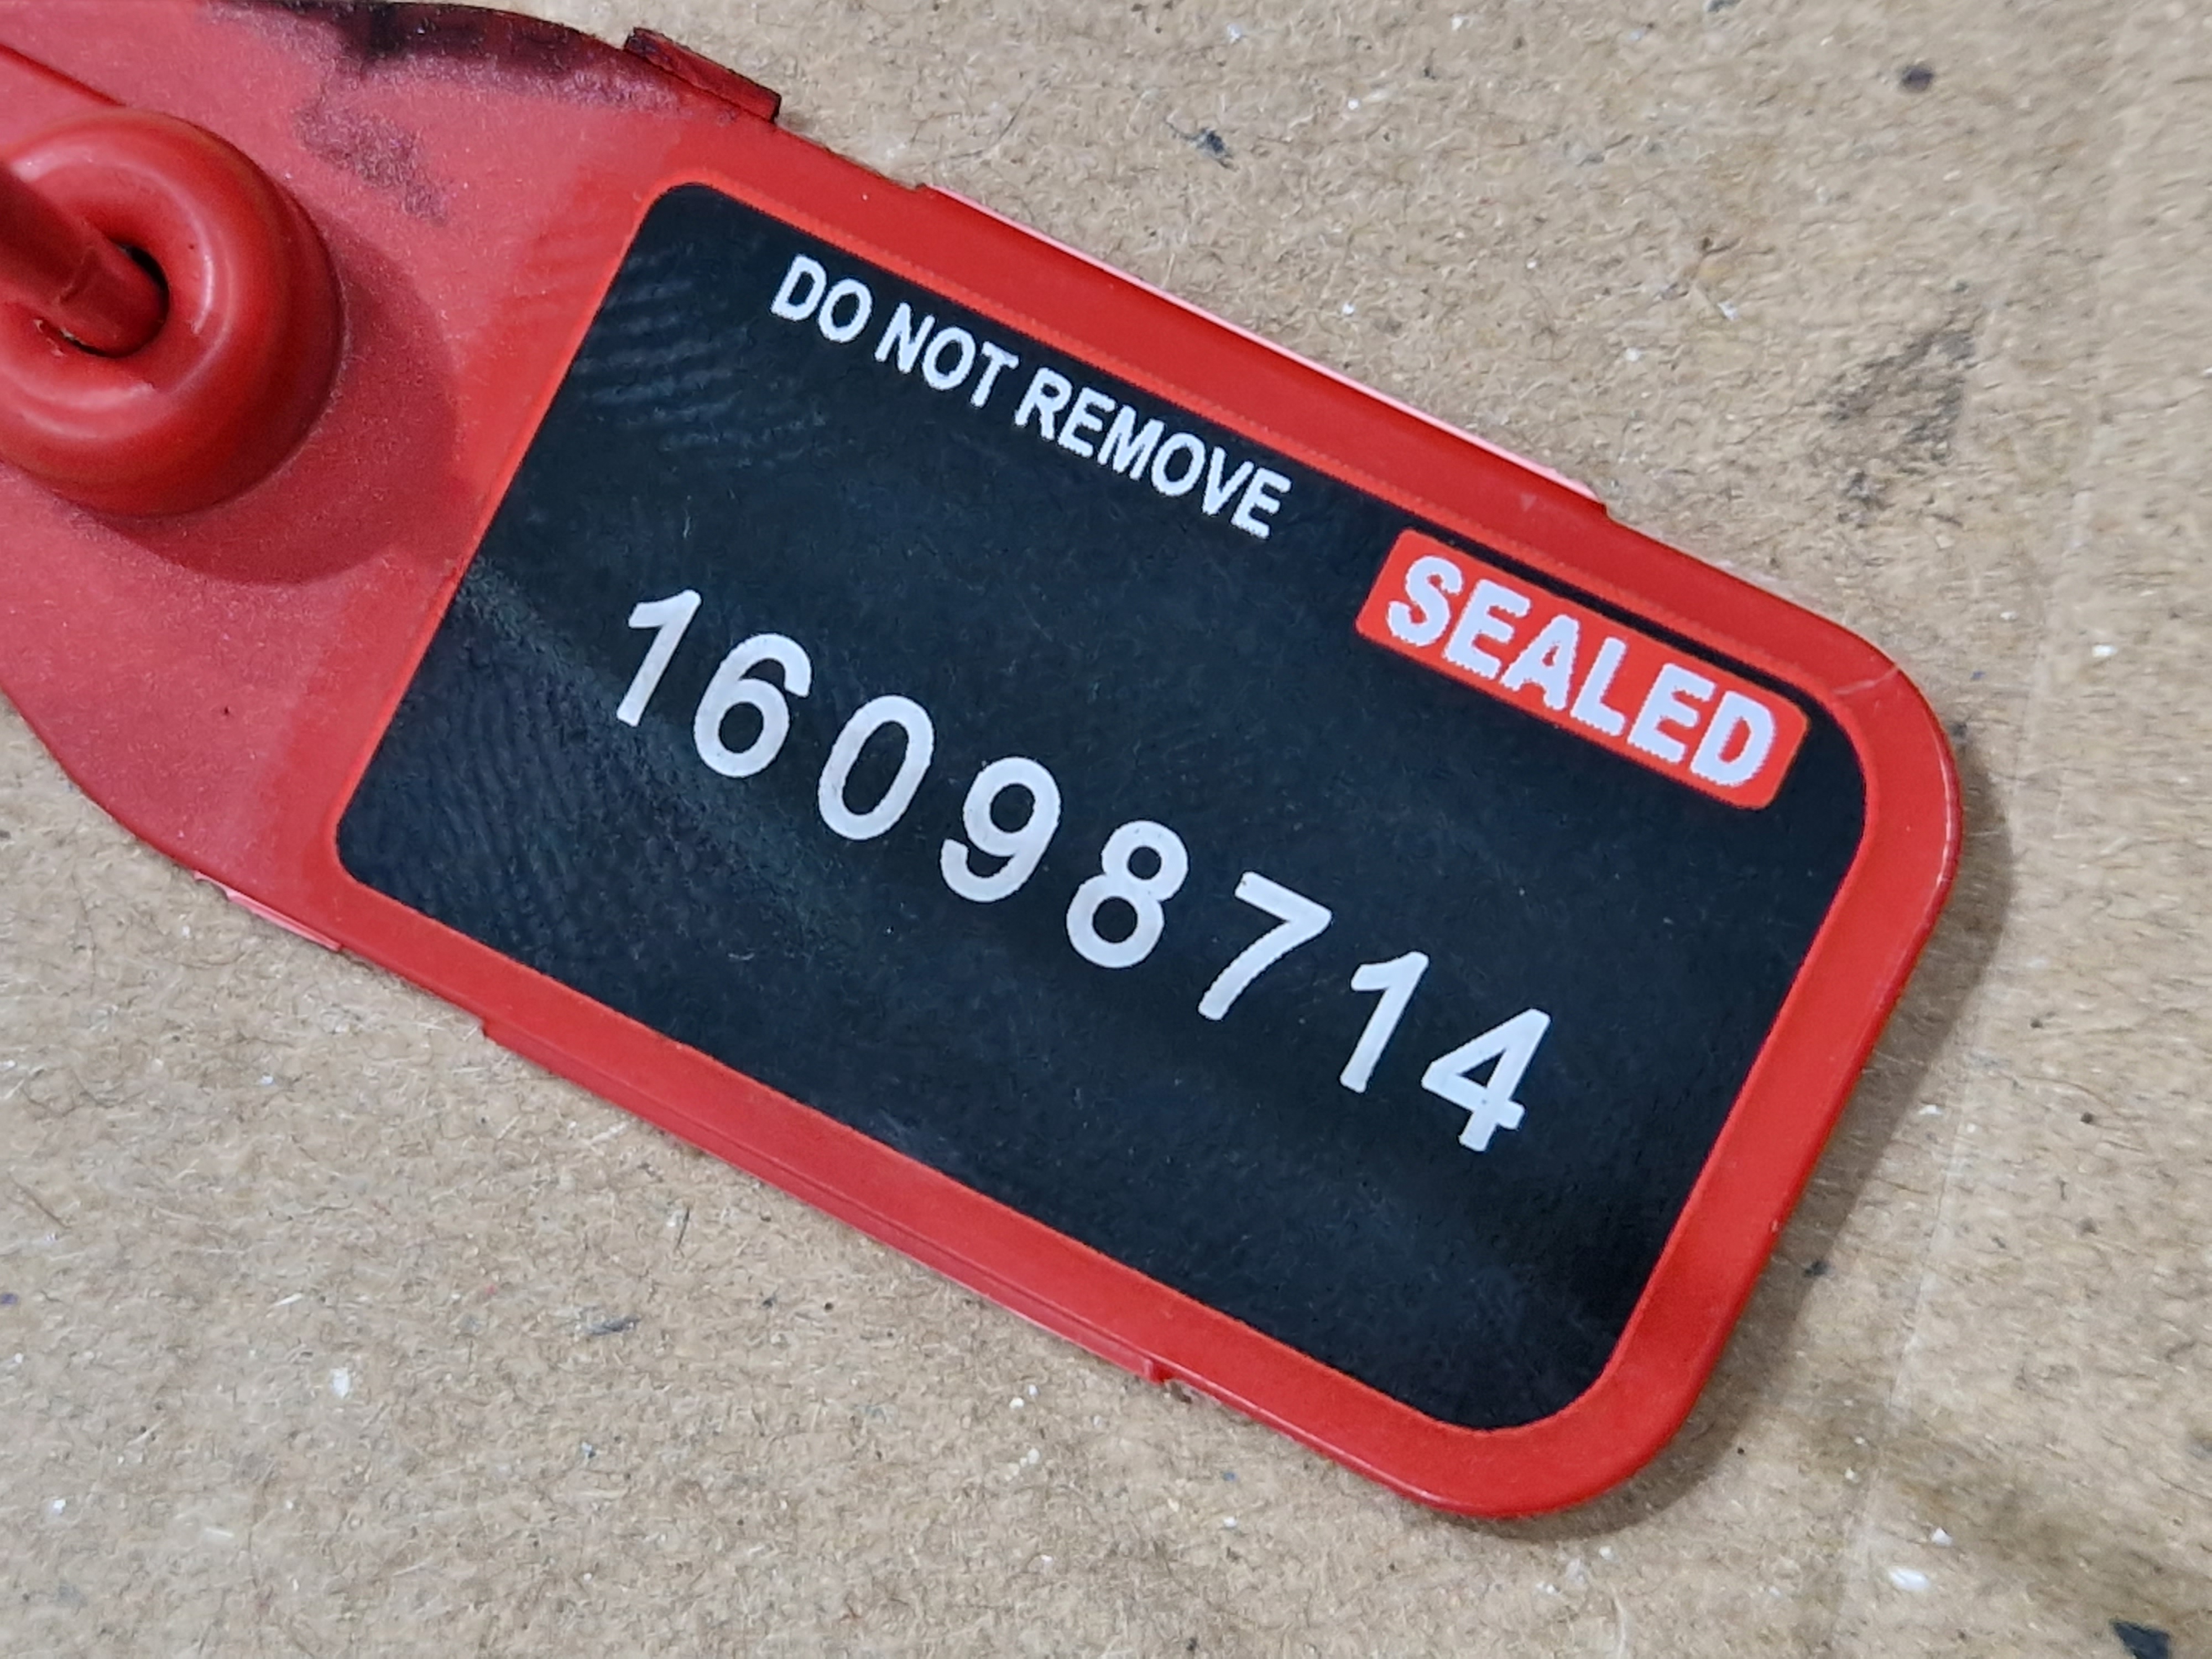 DO NOT REMOVE
SEALED
16098714